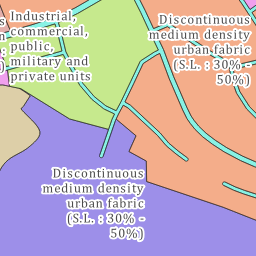 Industrial,
commercial,
public,
military and
private units
Discontinuous
medium density
urban fabric
(S.L. : 30% -
50%)
Discontinuous
medium density
urban fabric
(S.L. : 30% -
50%)